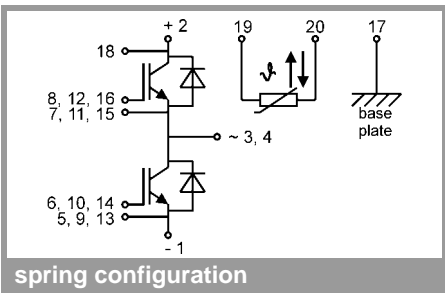 + 2 19 20 17
18
8, 12, 16
7, 11, 15
ϑ
base
plate
~ 3, 4
6, 10, 14
5, 9, 13
- 1
spring configuration